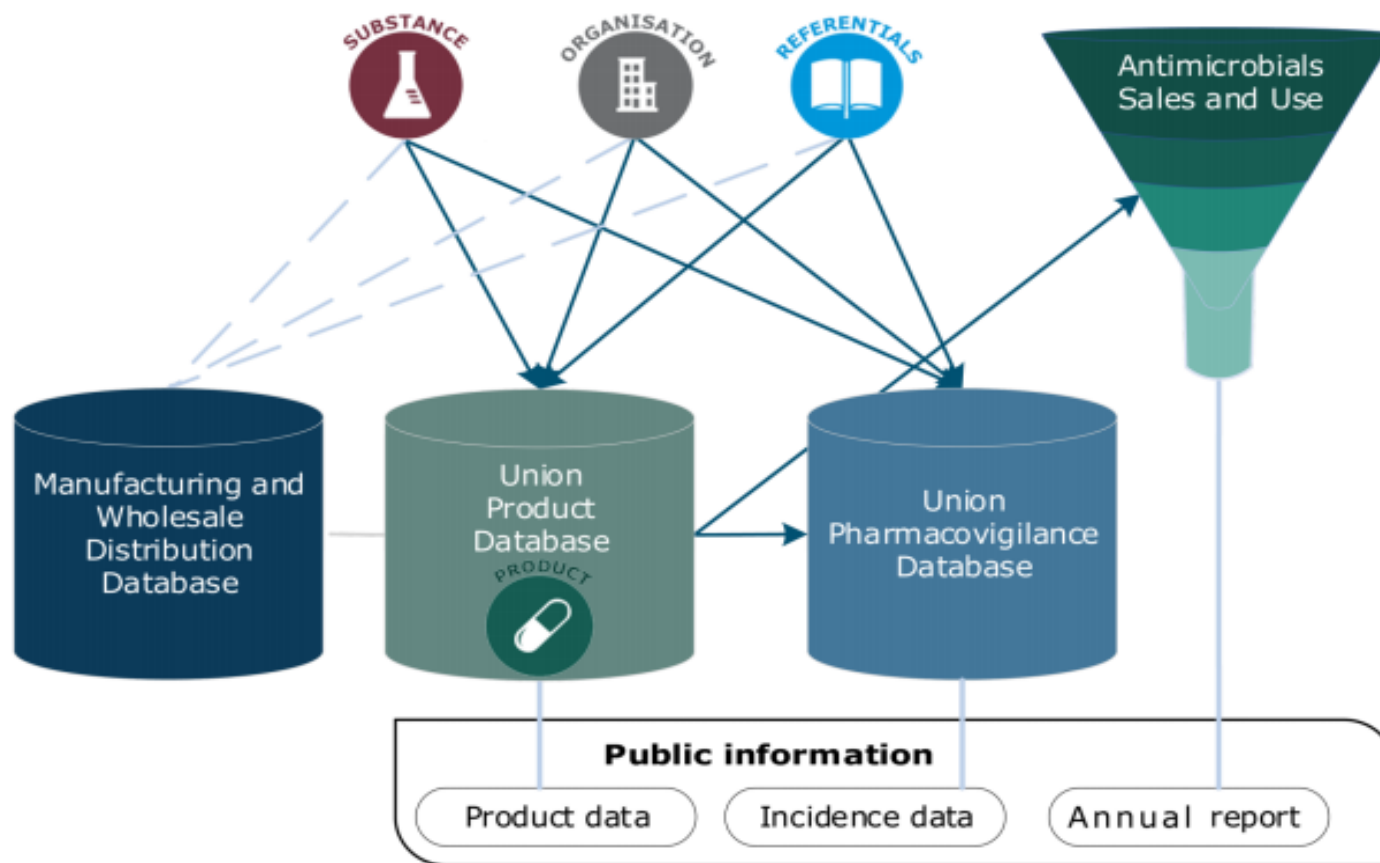 SUBSTANCE
ORGANISATION
REFERENTIALS
Antimicrobials
Sales and Use
Manufacturing and
Wholesale
Distribution
Database
Union
Product
Database
PRODUCT
Union
Pharmacovigilance
Database
Public information
Product data
Incidence data
Annual report